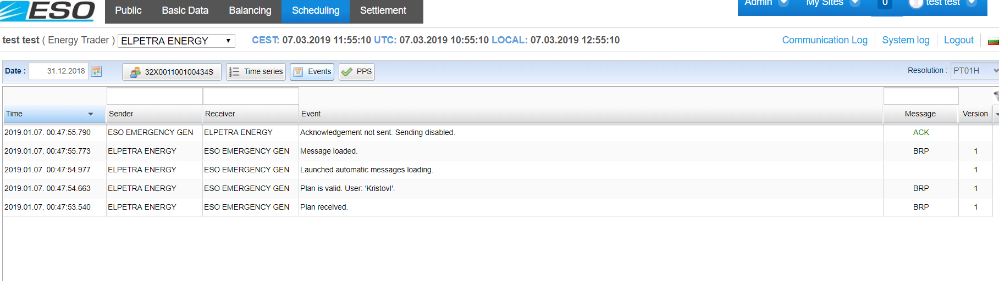 ESO Public Basic Data Balancing Scheduling Settlement Admin My Sites 0 test test
test test ( Energy Trader ) ELPETRA ENERGY CEST: 07.03.2019 11:55:10 UTC: 07.03.2019 10:55:10 LOCAL: 07.03.2019 12:55:10 Communication Log System log Logout
Date : 31.12.2018 32X001100100434S Time series Events PPS Resolution : PT01H
Time Sender Receiver Event Message Version
2019.01.07. 00:47:55.790 ESO EMERGENCY GEN ELPETRA ENERGY Acknowledgement not sent. Sending disabled. ACK
2019.01.07. 00:47:55.773 ELPETRA ENERGY ESO EMERGENCY GEN Message loaded. BRP 1
2019.01.07. 00:47:54.977 ELPETRA ENERGY ESO EMERGENCY GEN Launched automatic messages loading. 1
2019.01.07. 00:47:54.663 ELPETRA ENERGY ESO EMERGENCY GEN Plan is valid. User: 'Kristovl'. BRP 1
2019.01.07. 00:47:53.540 ELPETRA ENERGY ESO EMERGENCY GEN Plan received. BRP 1